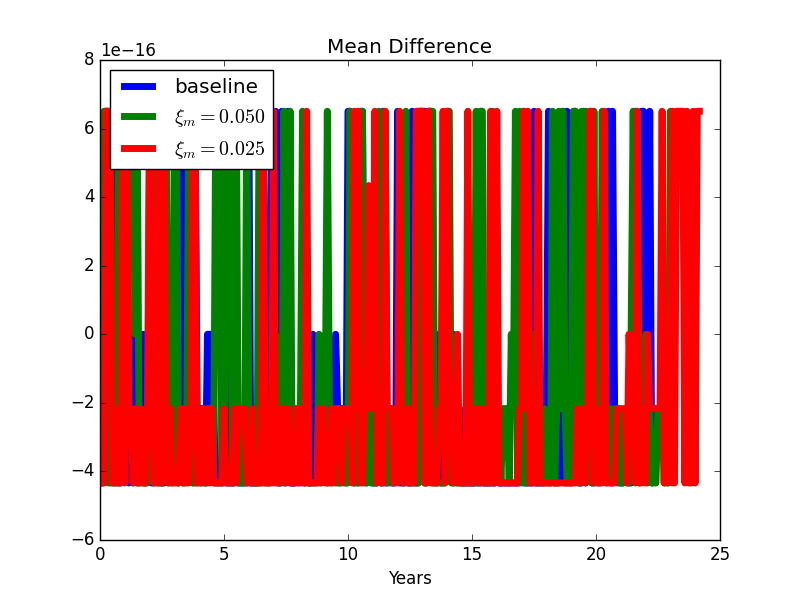 Mean Difference
1e−16
8
6
4
2
0
−2
−4
−6
baseline
ξm = 0.050
ξm = 0.025
0 5 10 15 20 25
Years